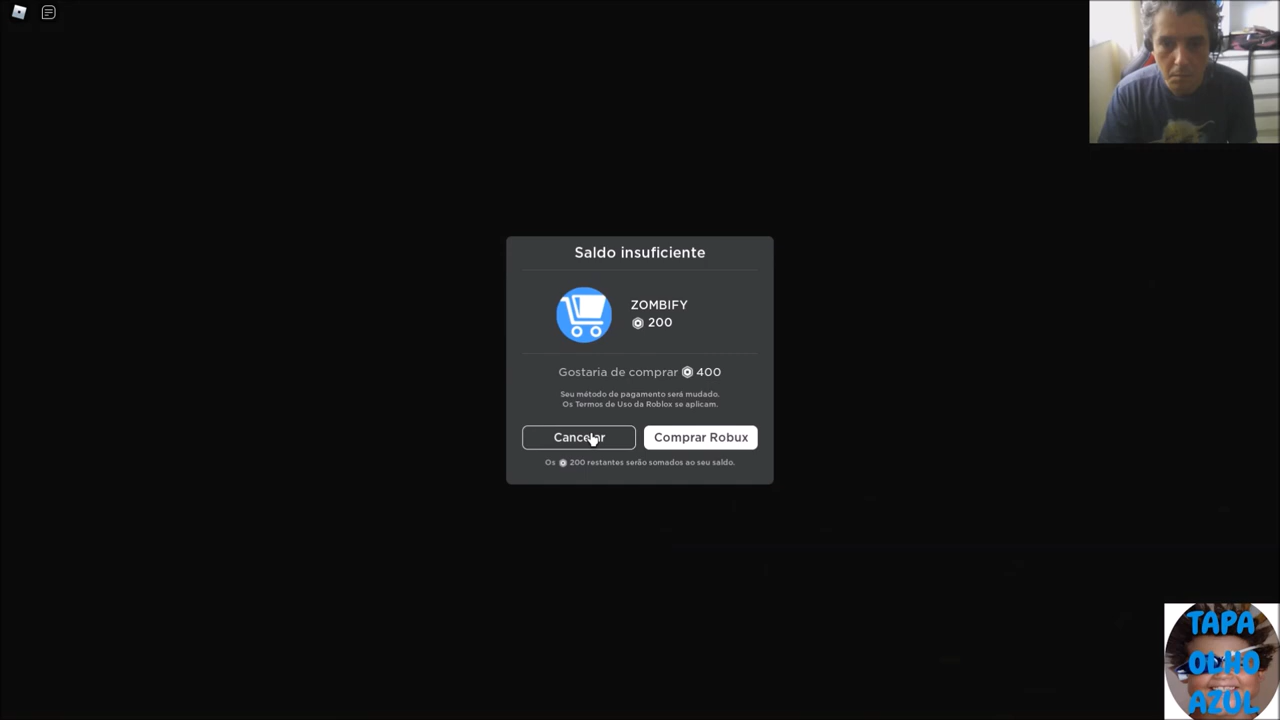 Saldo insuficiente
ZOMBIFY
200
Gostaria de comprar 400
Seu método de pagamento será mudado.
Os Termos de Uso da Roblox se aplicam.
Cancelar
Comprar Robux
Os 200 restantes serão somados ao seu saldo.
TAPA
OLHO
AZUL